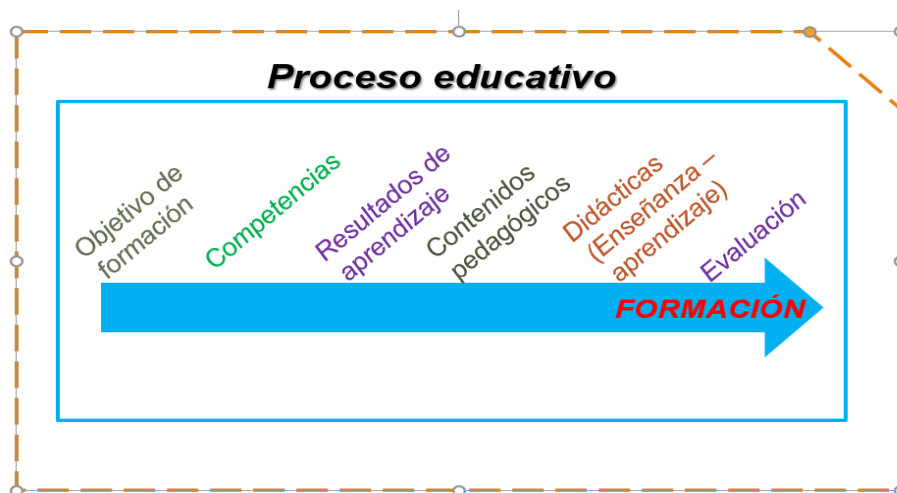 Proceso educativo
Objetivo de
formación
Competencias
Resultados de
aprendizaje
Contenidos
pedagógicos
Didácticas
(Enseñanza –
aprendizaje)
Evaluación
FORMACIÓN